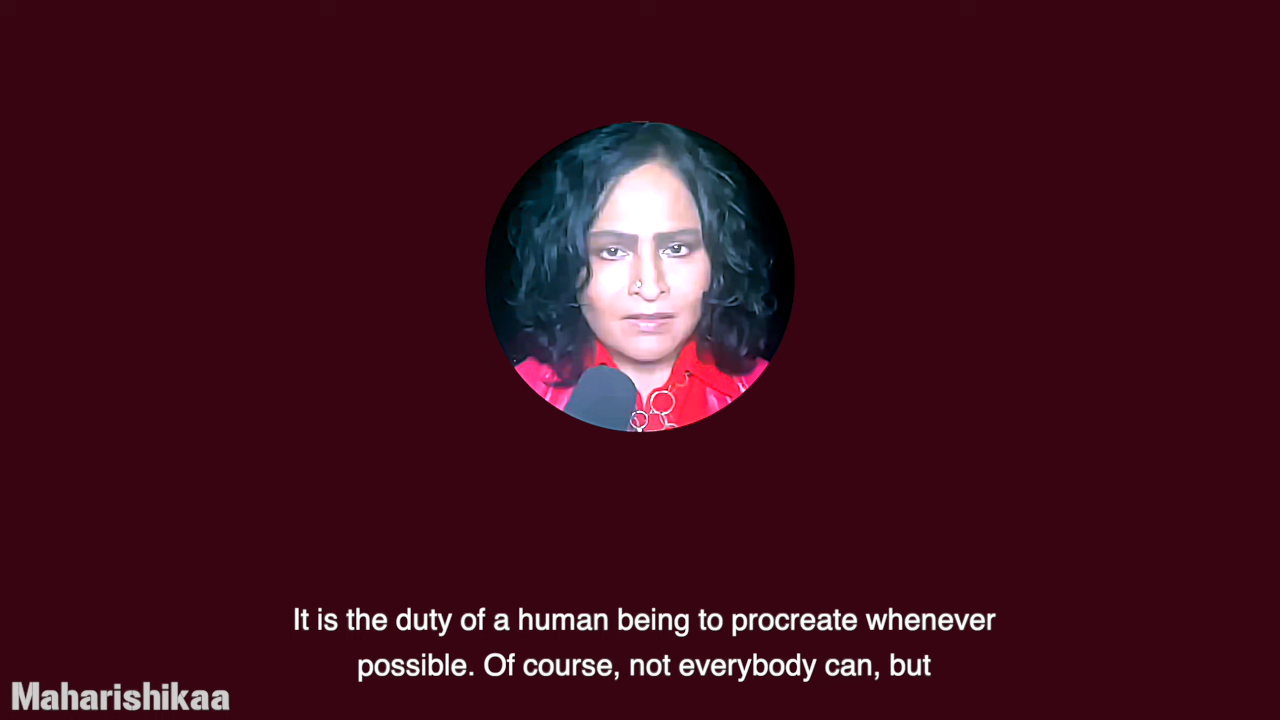 It is the duty of a human being to procreate whenever
possible. Of course, not everybody can, but
Maharishikaa